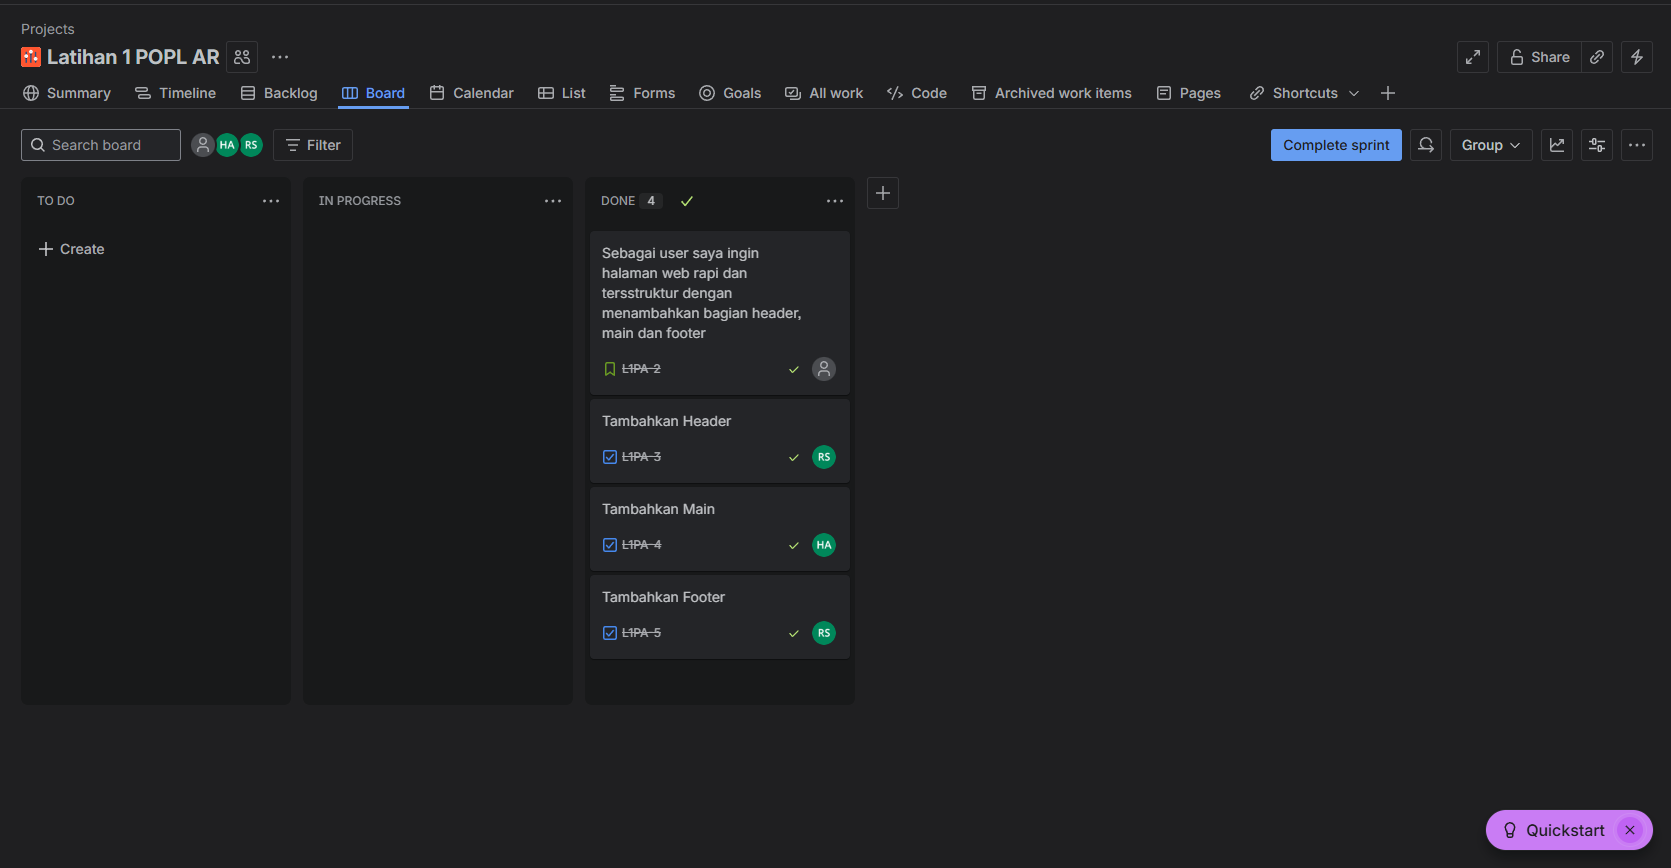 Projects
Latihan 1 POPL AR
Share
Summary Timeline Backlog Board Calendar List Forms Goals All work Code Archived work items Pages Shortcuts
Search board HA RS Filter Complete sprint Group
TO DO
Create
IN PROGRESS
DONE 4
Sebagai user saya ingin
halaman web rapi dan
tersstruktur dengan
menambahkan bagian header,
main dan footer
L1PA-2
Tambahkan Header
L1PA-3 RS
Tambahkan Main
L1PA-4 HA
Tambahkan Footer
L1PA-5 RS
Quickstart